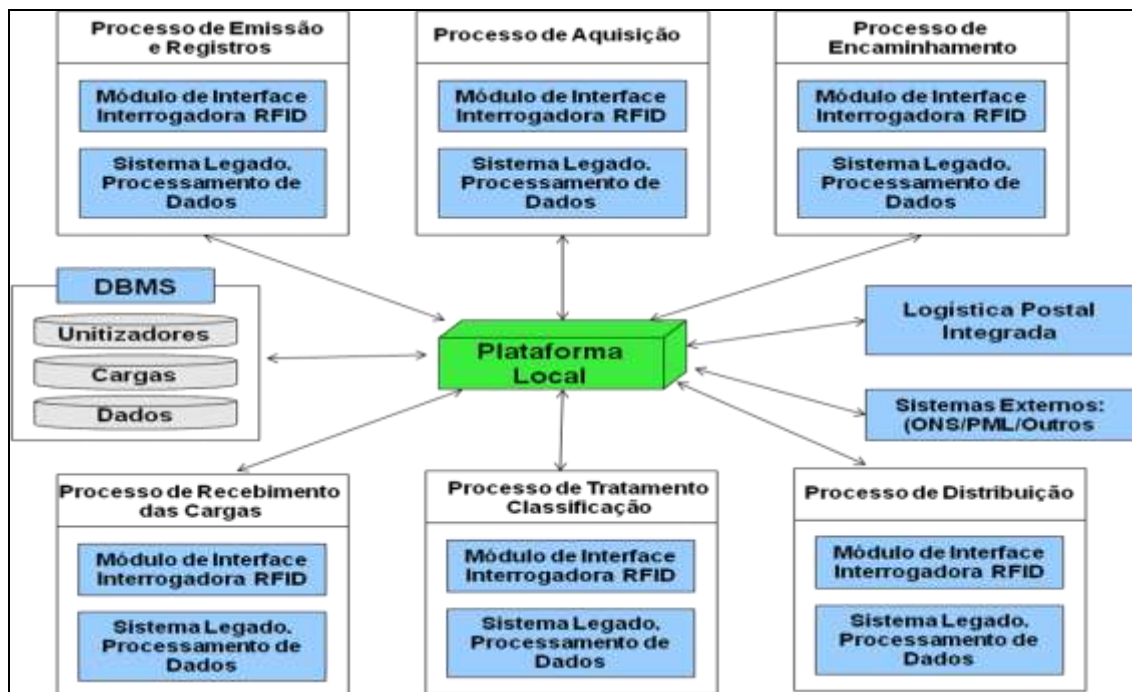 Processo de Emissão
e Registros
Módulo de Interface
Interrogadora RFID
Sistema Legado.
Processamento de
Dados
Processo de Aquisição
Módulo de Interface
Interrogadora RFID
Sistema Legado.
Processamento de
Dados
Processo de
Encaminhamento
Módulo de Interface
Interrogadora RFID
Sistema Legado.
Processamento de
Dados
DBMS
Unitizadores
Cargas
Dados
Plataforma
Local
Logística Postal
Integrada
Sistemas Externos:
(ONS/PML/Outros
Processo de Recebimento
das Cargas
Módulo de Interface
Interrogadora RFID
Sistema Legado.
Processamento de
Dados
Processo de Tratamento
Classificação
Módulo de Interface
Interrogadora RFID
Sistema Legado.
Processamento de
Dados
Processo de Distribuição
Módulo de Interface
Interrogadora RFID
Sistema Legado.
Processamento de
Dados